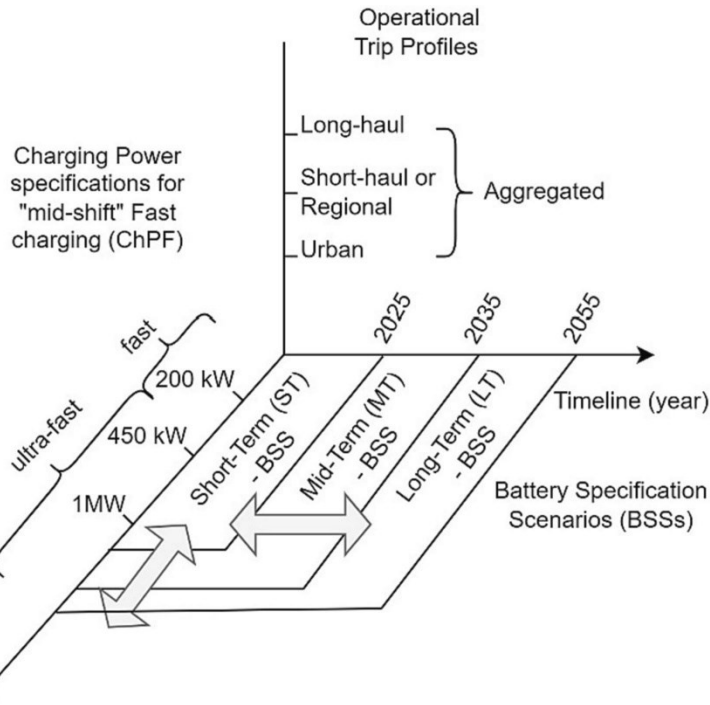 Operational
Trip Profiles
Long-haul
Short-haul or
Regional
Urban
Aggregated
Charging Power
specifications for
"mid-shift" Fast
charging (ChPF)
fast
ultra-fast
200 kW
450 kW
1MW
2025
2035
2055
Timeline (year)
Short-Term (ST)
- BSS
Mid-Term (MT)
- BSS
Long-Term (LT)
- BSS
Battery Specification
Scenarios (BSSs)